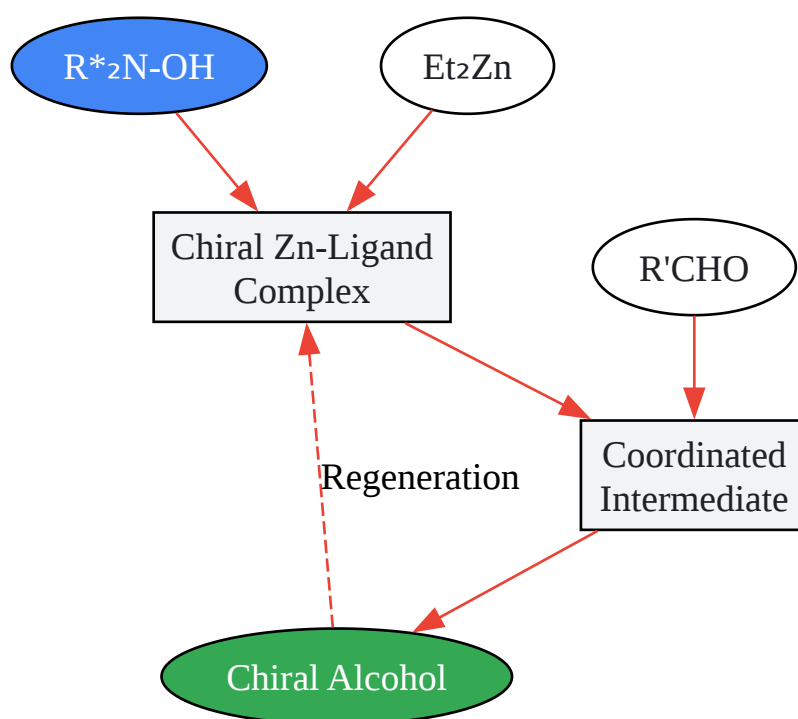 R*₂N-OH
Et₂Zn
Chiral Zn-Ligand
Complex
R'CHO
Coordinated
Intermediate
Regeneration
Chiral Alcohol